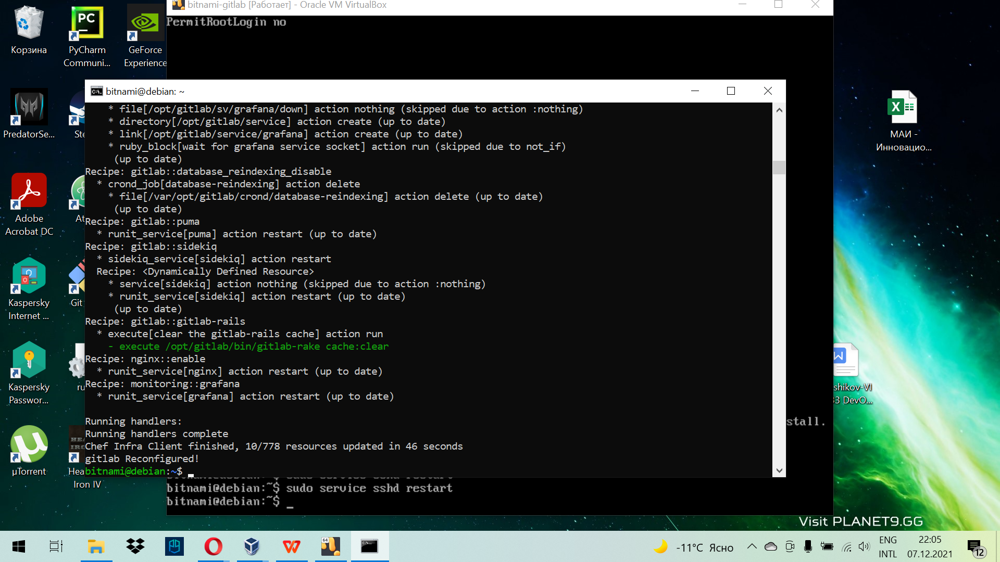 bitnami-gitlab [Работает] - Oracle VM VirtualBox
PermitRootLogin no
Корзина
PC
PyCharm
Communi...
GeForce
Experience
PredatorSe...
Ste
Adobe
Acrobat DC
At
Kaspersky
Internet ...
Git
Kaspersky
Passwor...
ru
µTorrent
Hea
Iron IV
bitnami@debian: ~
* file[/opt/gitlab/sv/grafana/down] action nothing (skipped due to action :nothing)
* directory[/opt/gitlab/service] action create (up to date)
* link[/opt/gitlab/service/grafana] action create (up to date)
* ruby_block[wait for grafana service socket] action run (skipped due to not_if)
(up to date)
Recipe: gitlab::database_reindexing_disable
* crond_job[database-reindexing] action delete
* file[/var/opt/gitlab/crond/database-reindexing] action delete (up to date)
(up to date)
Recipe: gitlab::puma
* runit_service[puma] action restart (up to date)
Recipe: gitlab::sidekiq
* sidekiq_service[sidekiq] action restart
Recipe: <Dynamically Defined Resource>
* service[sidekiq] action nothing (skipped due to action :nothing)
* runit_service[sidekiq] action restart (up to date)
(up to date)
Recipe: gitlab::gitlab-rails
* execute[clear the gitlab-rails cache] action run
- execute /opt/gitlab/bin/gitlab-rake cache:clear
Recipe: nginx::enable
* runit_service[nginx] action restart (up to date)
Recipe: monitoring::grafana
* runit_service[grafana] action restart (up to date)
Running handlers:
Running handlers complete
Chef Infra Client finished, 10/778 resources updated in 46 seconds
gitlab Reconfigured!
bitnami@debian:~$
stall.
bitnami@debian:~$ sudo service sshd restart
bitnami@debian:~$ sudo service sshd restart
bitnami@debian:~$ _
МАИ -
Инновацио...
shikov-VI
33 DevO...
Visit PLANET9.GG
64
-11°C Ясно
ENG
INTL
22:05
07.12.2021
12